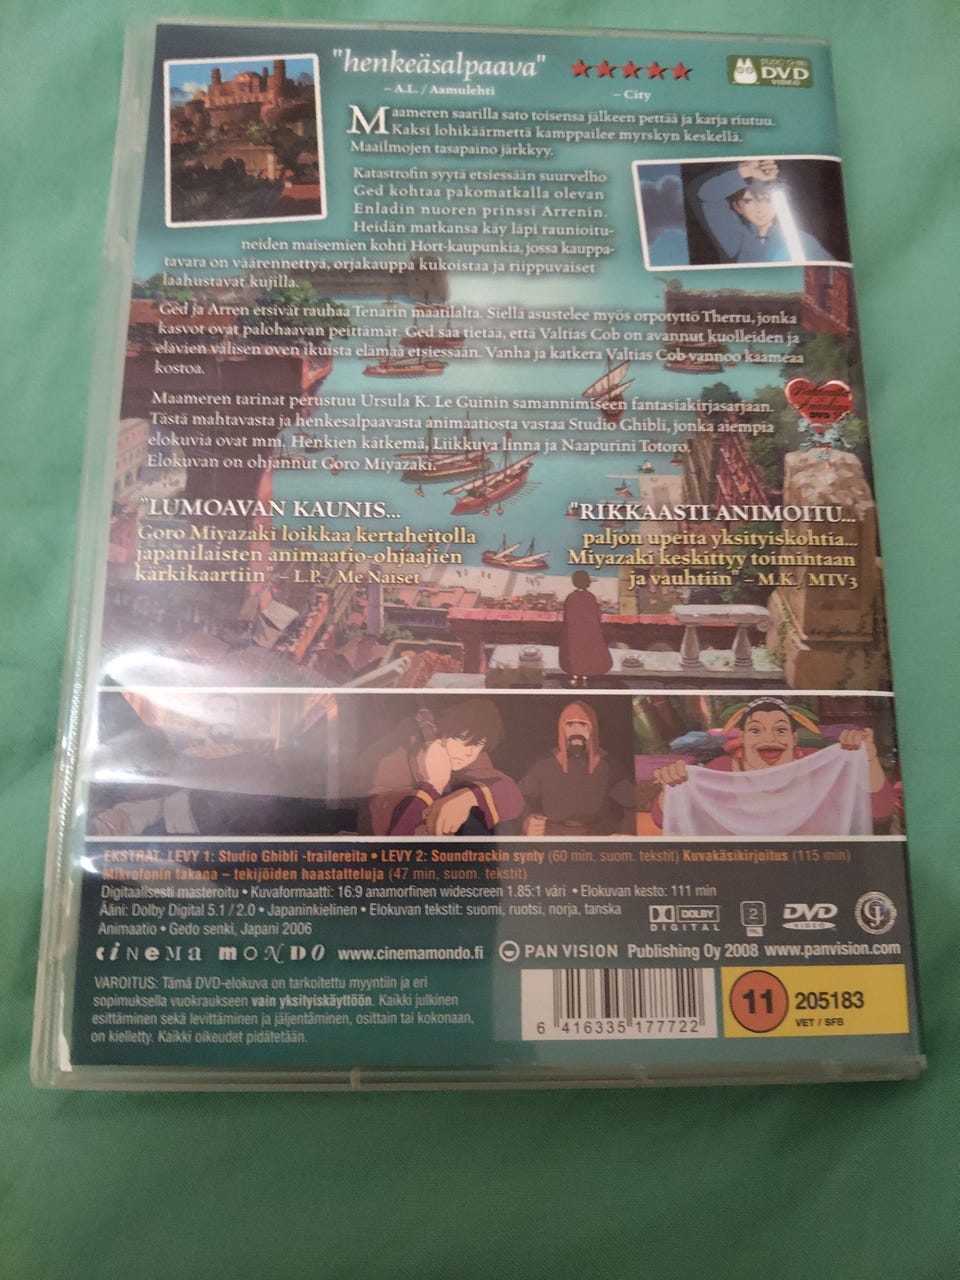 "henkeäsalpaava"
– A.L. / Aamulehti
– City
STUDIO GHIBLI
DVD
VIDEO
Maameren saarilla sato toisensa jälkeen pettää ja karja riutuu.
Kaksi lohikäärmettä kamppailee myrskyn keskellä.
Maailmojen tasapaino järkkyy.
Katastrofin syytä etsiessään suurvelho
Ged kohtaa pakomatkalla olevan
Enladin nuoren prinssi Arrenin.
Heidän matkansa käy läpi raunioitu-
neiden maisemien kohti Hort-kaupunkia, jossa kauppa-
tavara on väärennettyä, orjakauppa kukoistaa ja riippuvaiset
laahustavat kujilla.
Ged ja Arren etsivät rauhaa Tenarin maatilalta. Siellä asustelee myös orpotyttö Therru, jonka
kasvot ovat palohaavan peittämät. Ged saa tietää, että Valtias Cob on avannut kuolleiden ja
elävien välisen oven ikuista elämää etsiessään. Vanha ja katkera Valtias Cob vannoo kaameaa
kostoa.
Maameren tarinat perustuu Ursula K. Le Guinin samannimiseen fantasiakirjasarjaan.
Tästä mahtavasta ja henkesalpaavasta animaatiosta vastaa Studio Ghibli, jonka aiempia
elokuvia ovat mm. Henkien kätkemä, Liikkuva linna ja Naapurini Totoro.
Elokuvan on ohjannut Goro Miyazaki.
DVD
"LUMOAVAN KAUNIS...
Goro Miyazaki loikkaa kertaheitolla
japanilaisten animaatio-ohjaajien
kärkikaartiin" – L.P. / Me Naiset
"RIKKAASTI ANIMOITU...
paljon upeita yksityiskohtia...
Miyazaki keskittyy toimintaan
ja vauhtiin" – M.K./ MTV3
EKSTRAT, LEVY 1: Studio Ghibli -trailereita • LEVY 2: Soundtrackin synty (60 min, suom. tekstit) Kuvakäsikirjoitus (115 min)
Mikrofonin takana – tekijöiden haastatteluja (47 min, suom. tekstit)
Digitaalisesti masteroitu • Kuvaformaatti: 16:9 anamorfinen widescreen 1.85:1 väri • Elokuvan kesto: 111 min
Ääni: Dolby Digital 5.1 / 2.0 • Japaninkielinen • Elokuvan tekstit: suomi, ruotsi, norja, tanska
Animaatio • Gedo senki, Japani 2006
DOLBY
DIGITAL
2
PAL
DVD
VIDEO
CINEMA MONDO www.cinemamondo.fi PAN VISION Publishing Oy 2008 www.panvision.com
VAROITUS: Tämä DVD-elokuva on tarkoitettu myyntiin ja eri
sopimuksella vuokraukseen vain yksityiskäyttöön. Kaikki julkinen
esittäminen sekä levittäminen ja jäljentäminen, osittain tai kokonaan,
on kielletty. Kaikki oikeudet pidätetään.
6 416335 177722
11 205183
VET / SFB